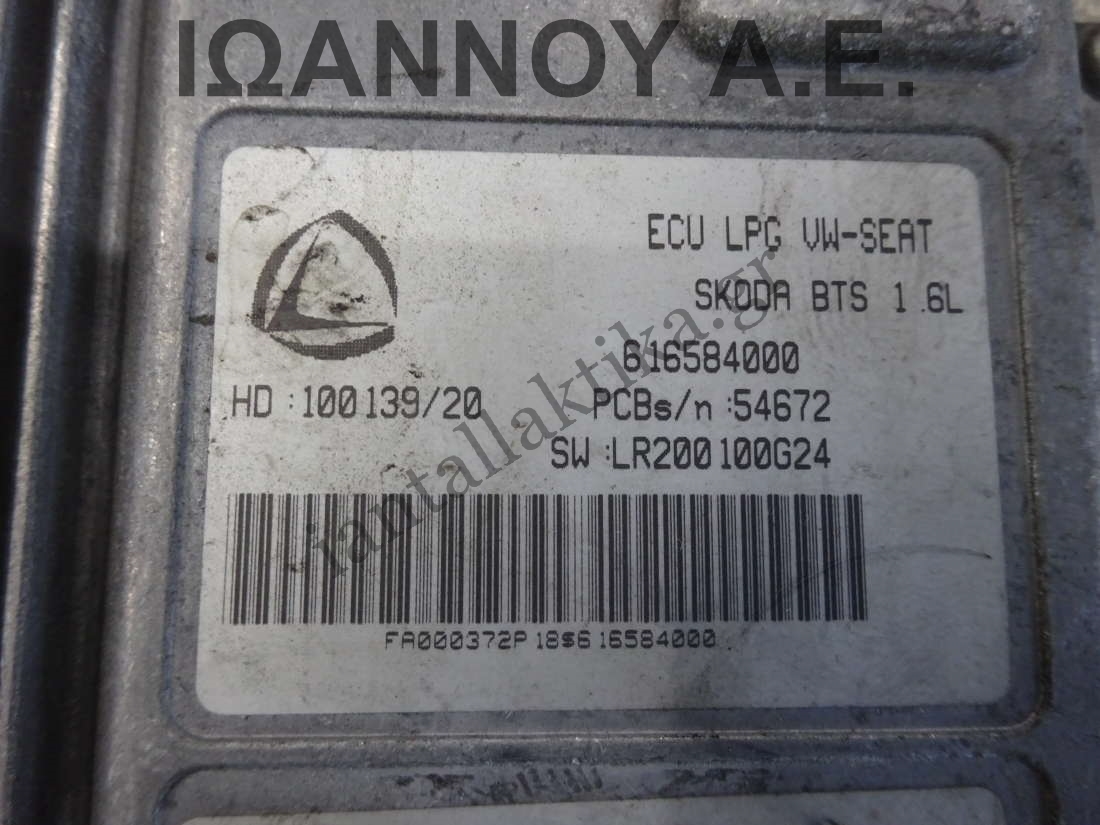 ΙΩΑΝΝΟΥ Α.Ε.
ECU LPG VW-SEAT
SKODA BTS 1.6L
616584000
HD:100139/20 PCBs/n:54672
SW:LR200100G24
iantallaktika.gr
FA000372P18$616584000